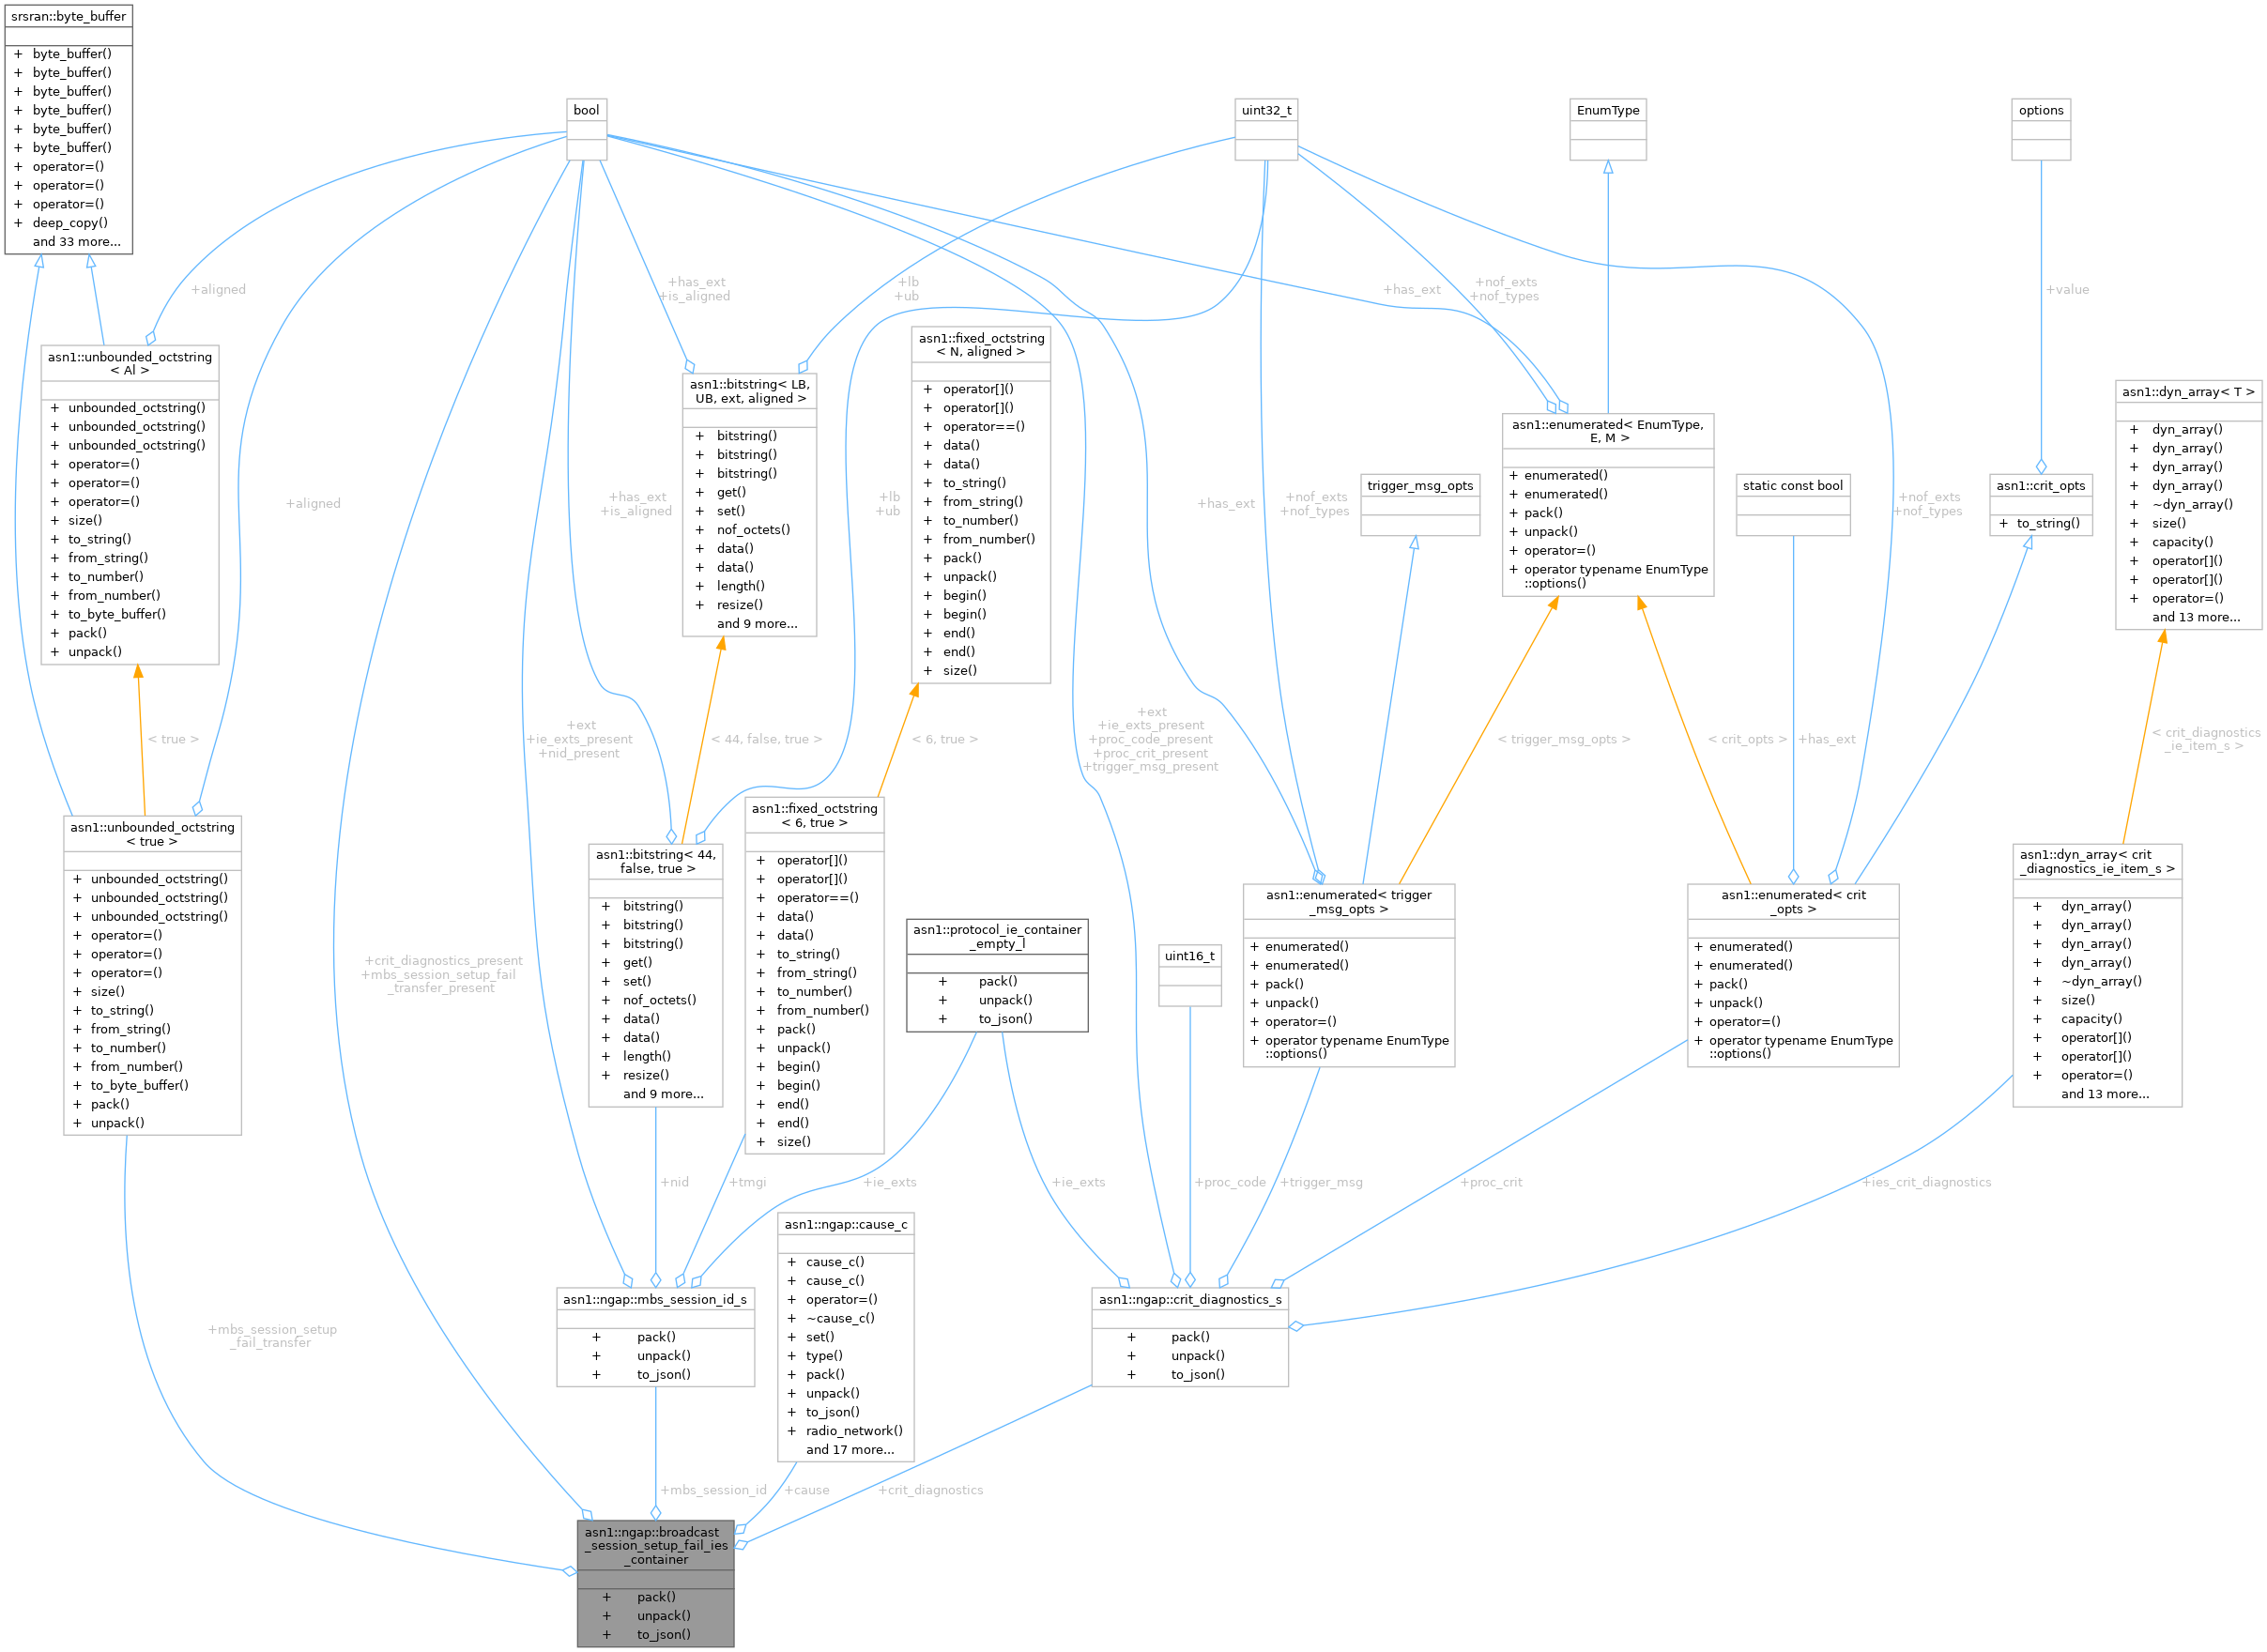 srsran::byte_buffer
+ byte_buffer()
+ byte_buffer()
+ byte_buffer()
+ byte_buffer()
+ byte_buffer()
+ byte_buffer()
+ operator=()
+ operator=()
+ operator=()
+ deep_copy()
and 33 more...
bool
uint32_t
EnumType
options
+aligned
+has_ext
+is_aligned
+lb
+ub
+has_ext
+nof_exts
+nof_types
+value
asn1::unbounded_octstring
< Al >
+ unbounded_octstring()
+ unbounded_octstring()
+ unbounded_octstring()
+ operator=()
+ operator=()
+ operator=()
+ size()
+ to_string()
+ from_string()
+ to_number()
+ from_number()
+ to_byte_buffer()
+ pack()
+ unpack()
asn1::bitstring< LB,
UB, ext, aligned >
+ bitstring()
+ bitstring()
+ bitstring()
+ get()
+ set()
+ nof_octets()
+ data()
+ data()
+ length()
+ resize()
and 9 more...
asn1::fixed_octstring
< N, aligned >
+ operator[]()
+ operator[]()
+ operator==()
+ data()
+ data()
+ to_string()
+ from_string()
+ to_number()
+ from_number()
+ pack()
+ unpack()
+ begin()
+ begin()
+ end()
+ end()
+ size()
asn1::enumerated< EnumType,
E, M >
+ enumerated()
+ enumerated()
+ pack()
+ unpack()
+ operator=()
+ operator typename EnumType
::options()
trigger_msg_opts
static const bool
asn1::crit_opts
+ to_string()
asn1::dyn_array< T >
+ dyn_array()
+ dyn_array()
+ dyn_array()
+ dyn_array()
+ ~dyn_array()
+ size()
+ capacity()
+ operator[]()
+ operator[]()
+ operator=()
and 13 more...
+aligned
+has_ext
+is_aligned
+lb
+ub
+has_ext
+nof_exts
+nof_types
+nof_exts
+nof_types
< true >
+ext
+ie_exts_present
+nid_present
< 44, false, true >
< 6, true >
+ext
+ie_exts_present
+proc_code_present
+proc_crit_present
+trigger_msg_present
< trigger_msg_opts >
< crit_opts >
+has_ext
< crit_diagnostics
_ie_item_s >
asn1::unbounded_octstring
< true >
+ unbounded_octstring()
+ unbounded_octstring()
+ unbounded_octstring()
+ operator=()
+ operator=()
+ operator=()
+ size()
+ to_string()
+ from_string()
+ to_number()
+ from_number()
+ to_byte_buffer()
+ pack()
+ unpack()
+crit_diagnostics_present
+mbs_session_setup_fail
_transfer_present
asn1::bitstring< 44,
false, true >
+ bitstring()
+ bitstring()
+ bitstring()
+ get()
+ set()
+ nof_octets()
+ data()
+ data()
+ length()
+ resize()
and 9 more...
asn1::fixed_octstring
< 6, true >
+ operator[]()
+ operator[]()
+ operator==()
+ data()
+ data()
+ to_string()
+ from_string()
+ to_number()
+ from_number()
+ pack()
+ unpack()
+ begin()
+ begin()
+ end()
+ end()
+ size()
asn1::protocol_ie_container
_empty_l
+ pack()
+ unpack()
+ to_json()
uint16_t
asn1::enumerated< trigger
_msg_opts >
+ enumerated()
+ enumerated()
+ pack()
+ unpack()
+ operator=()
+ operator typename EnumType
::options()
asn1::enumerated< crit
_opts >
+ enumerated()
+ enumerated()
+ pack()
+ unpack()
+ operator=()
+ operator typename EnumType
::options()
asn1::dyn_array< crit
_diagnostics_ie_item_s >
+ dyn_array()
+ dyn_array()
+ dyn_array()
+ dyn_array()
+ ~dyn_array()
+ size()
+ capacity()
+ operator[]()
+ operator[]()
+ operator=()
and 13 more...
+nid
+tmgi
+ie_exts
+ie_exts
+proc_code
+trigger_msg
+proc_crit
+ies_crit_diagnostics
+mbs_session_setup
_fail_transfer
asn1::ngap::mbs_session_id_s
+ pack()
+ unpack()
+ to_json()
asn1::ngap::cause_c
+ cause_c()
+ cause_c()
+ operator=()
+ ~cause_c()
+ set()
+ type()
+ pack()
+ unpack()
+ to_json()
+ radio_network()
and 17 more...
asn1::ngap::crit_diagnostics_s
+ pack()
+ unpack()
+ to_json()
+mbs_session_id
+cause
+crit_diagnostics
asn1::ngap::broadcast
_session_setup_fail_ies
_container
+ pack()
+ unpack()
+ to_json()